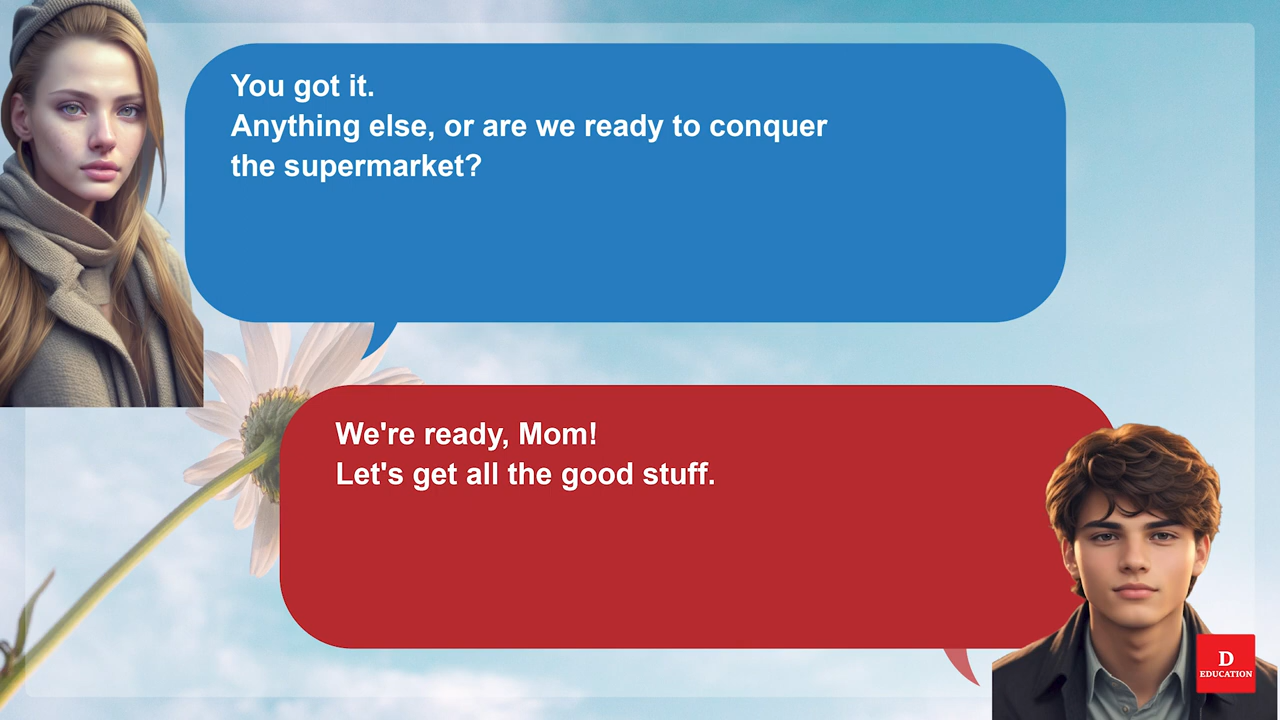 You got it.
Anything else, or are we ready to conquer
the supermarket?
We're ready, Mom!
Let's get all the good stuff.
D
EDUCATION